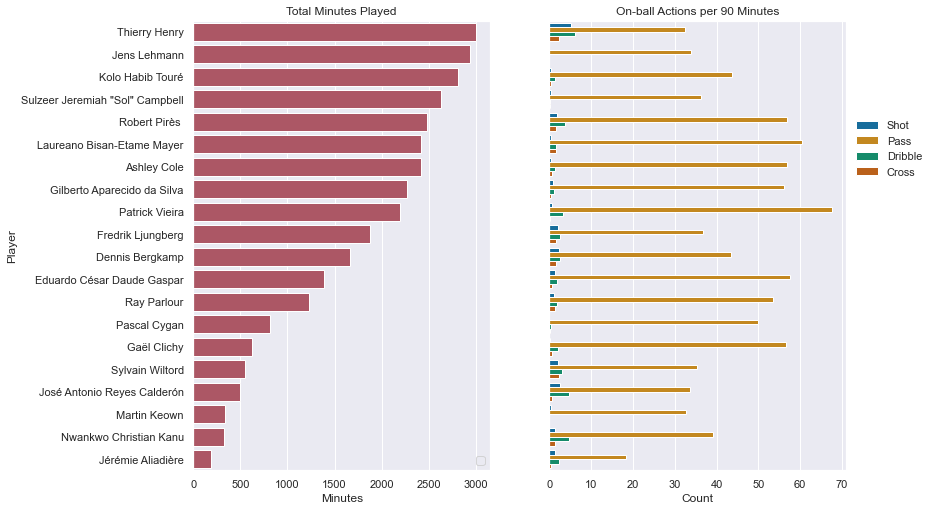 Total Minutes Played
On-ball Actions per 90 Minutes
Player
Thierry Henry
Jens Lehmann
Kolo Habib Touré
Sulzeer Jeremiah "Sol" Campbell
Robert Pirès
Laureano Bisan-Etame Mayer
Ashley Cole
Gilberto Aparecido da Silva
Patrick Vieira
Fredrik Ljungberg
Dennis Bergkamp
Eduardo César Daude Gaspar
Ray Parlour
Pascal Cygan
Gaël Clichy
Sylvain Wiltord
José Antonio Reyes Calderón
Martin Keown
Nwankwo Christian Kanu
Jérémie Aliadière
0 500 1000 1500 2000 2500 3000
Minutes
0 10 20 30 40 50 60 70
Count
Shot
Pass
Dribble
Cross